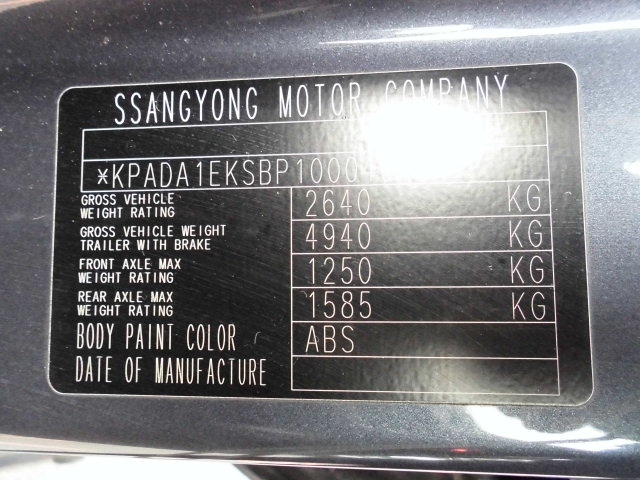 SSANGYONG MOTOR COMPANY
*KPADA1EKSBP1000
GROSS VEHICLE WEIGHT RATING 2640 KG
GROSS VEHICLE WEIGHT TRAILER WITH BRAKE 4940 KG
FRONT AXLE MAX WEIGHT RATING 1250 KG
REAR AXLE MAX WEIGHT RATING 1585 KG
BODY PAINT COLOR ABS
DATE OF MANUFACTURE